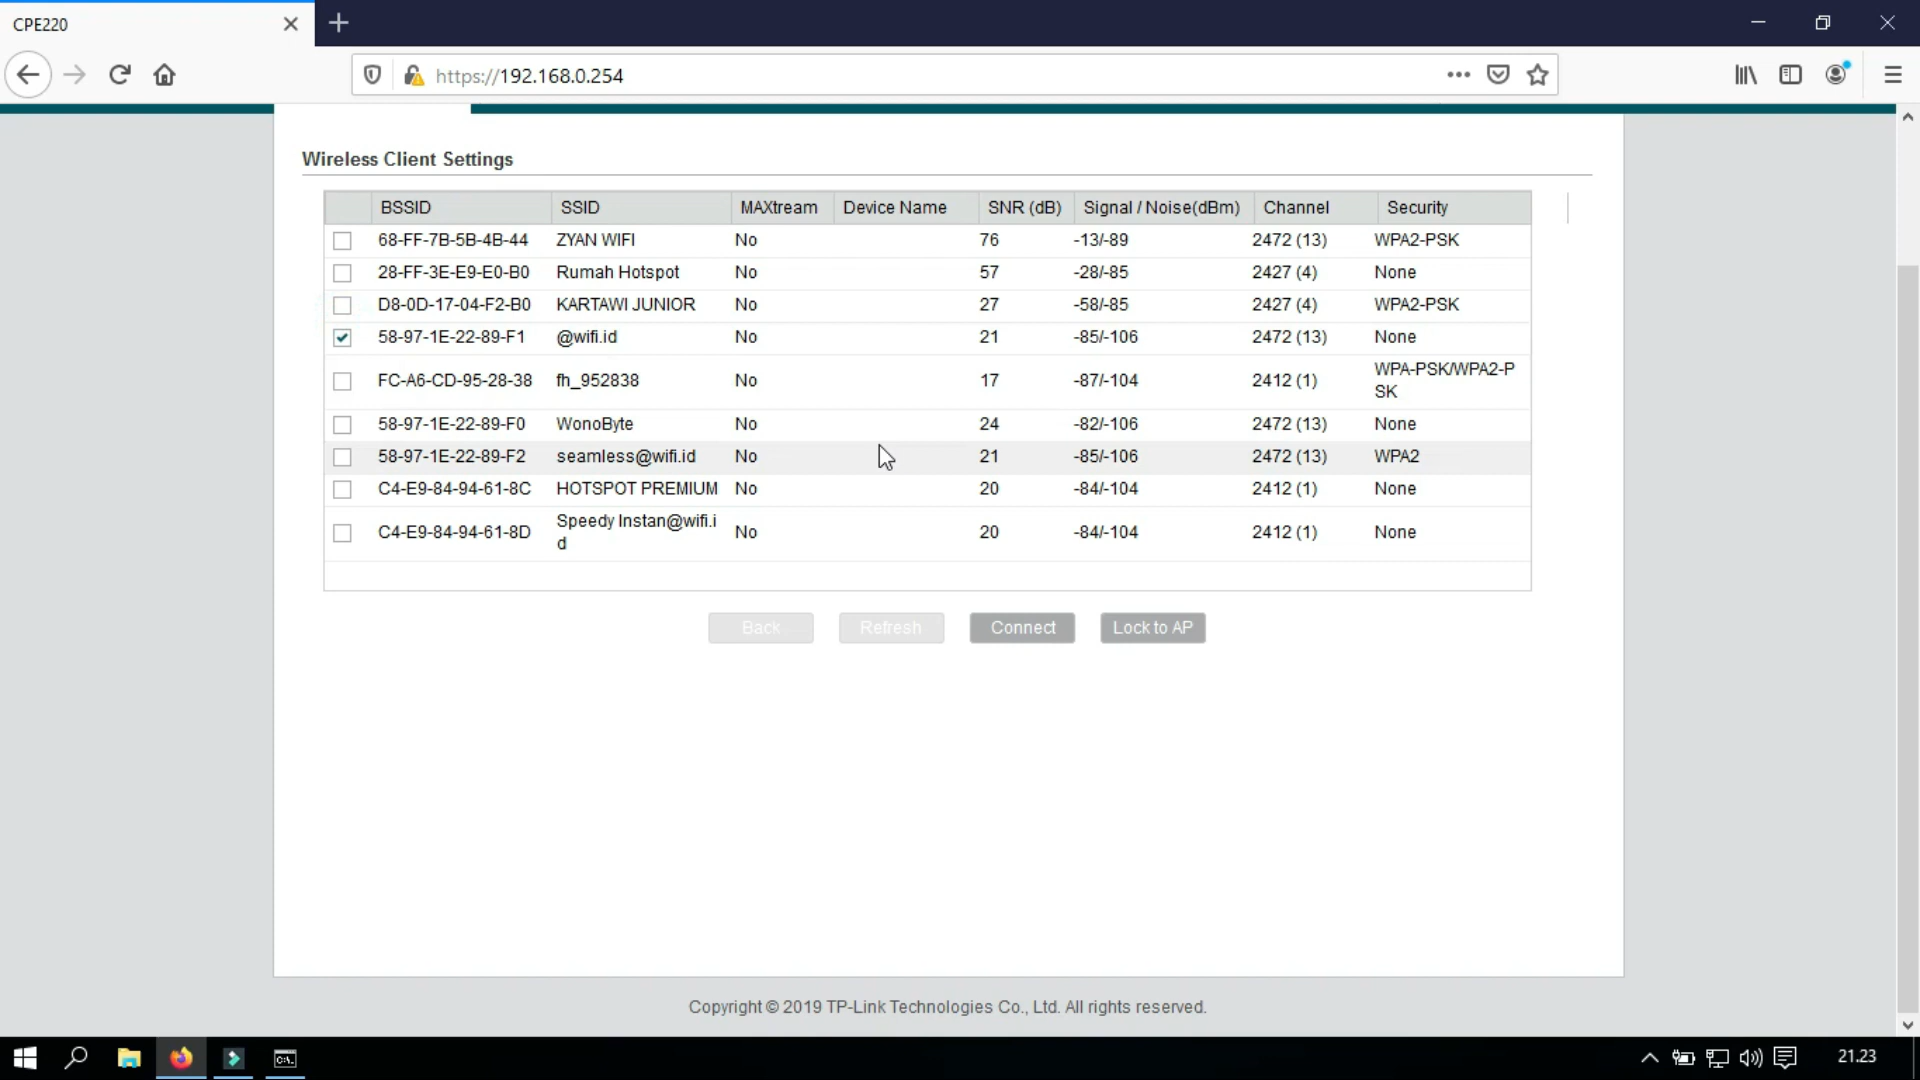 CPE220
https://192.168.0.254
Wireless Client Settings
BSSID SSID MAXtream Device Name SNR (dB) Signal / Noise(dBm) Channel Security
68-FF-7B-5B-4B-44 ZYAN WIFI No 76 -13/-89 2472 (13) WPA2-PSK
28-FF-3E-E9-E0-B0 Rumah Hotspot No 57 -28/-85 2427 (4) None
D8-0D-17-04-F2-B0 KARTAWI JUNIOR No 27 -58/-85 2427 (4) WPA2-PSK
58-97-1E-22-89-F1 @wifi.id No 21 -85/-106 2472 (13) None
FC-A6-CD-95-28-38 fh_952838 No 17 -87/-104 2412 (1) WPA-PSK/WPA2-P
SK
58-97-1E-22-89-F0 WonoByte No 24 -82/-106 2472 (13) None
58-97-1E-22-89-F2 seamless@wifi.id No 21 -85/-106 2472 (13) WPA2
C4-E9-84-94-61-8C HOTSPOT PREMIUM No 20 -84/-104 2412 (1) None
C4-E9-84-94-61-8D Speedy Instan@wifi.i No 20 -84/-104 2412 (1) None
d
Back Refresh Connect Lock to AP
Copyright © 2019 TP-Link Technologies Co., Ltd. All rights reserved.
21.23